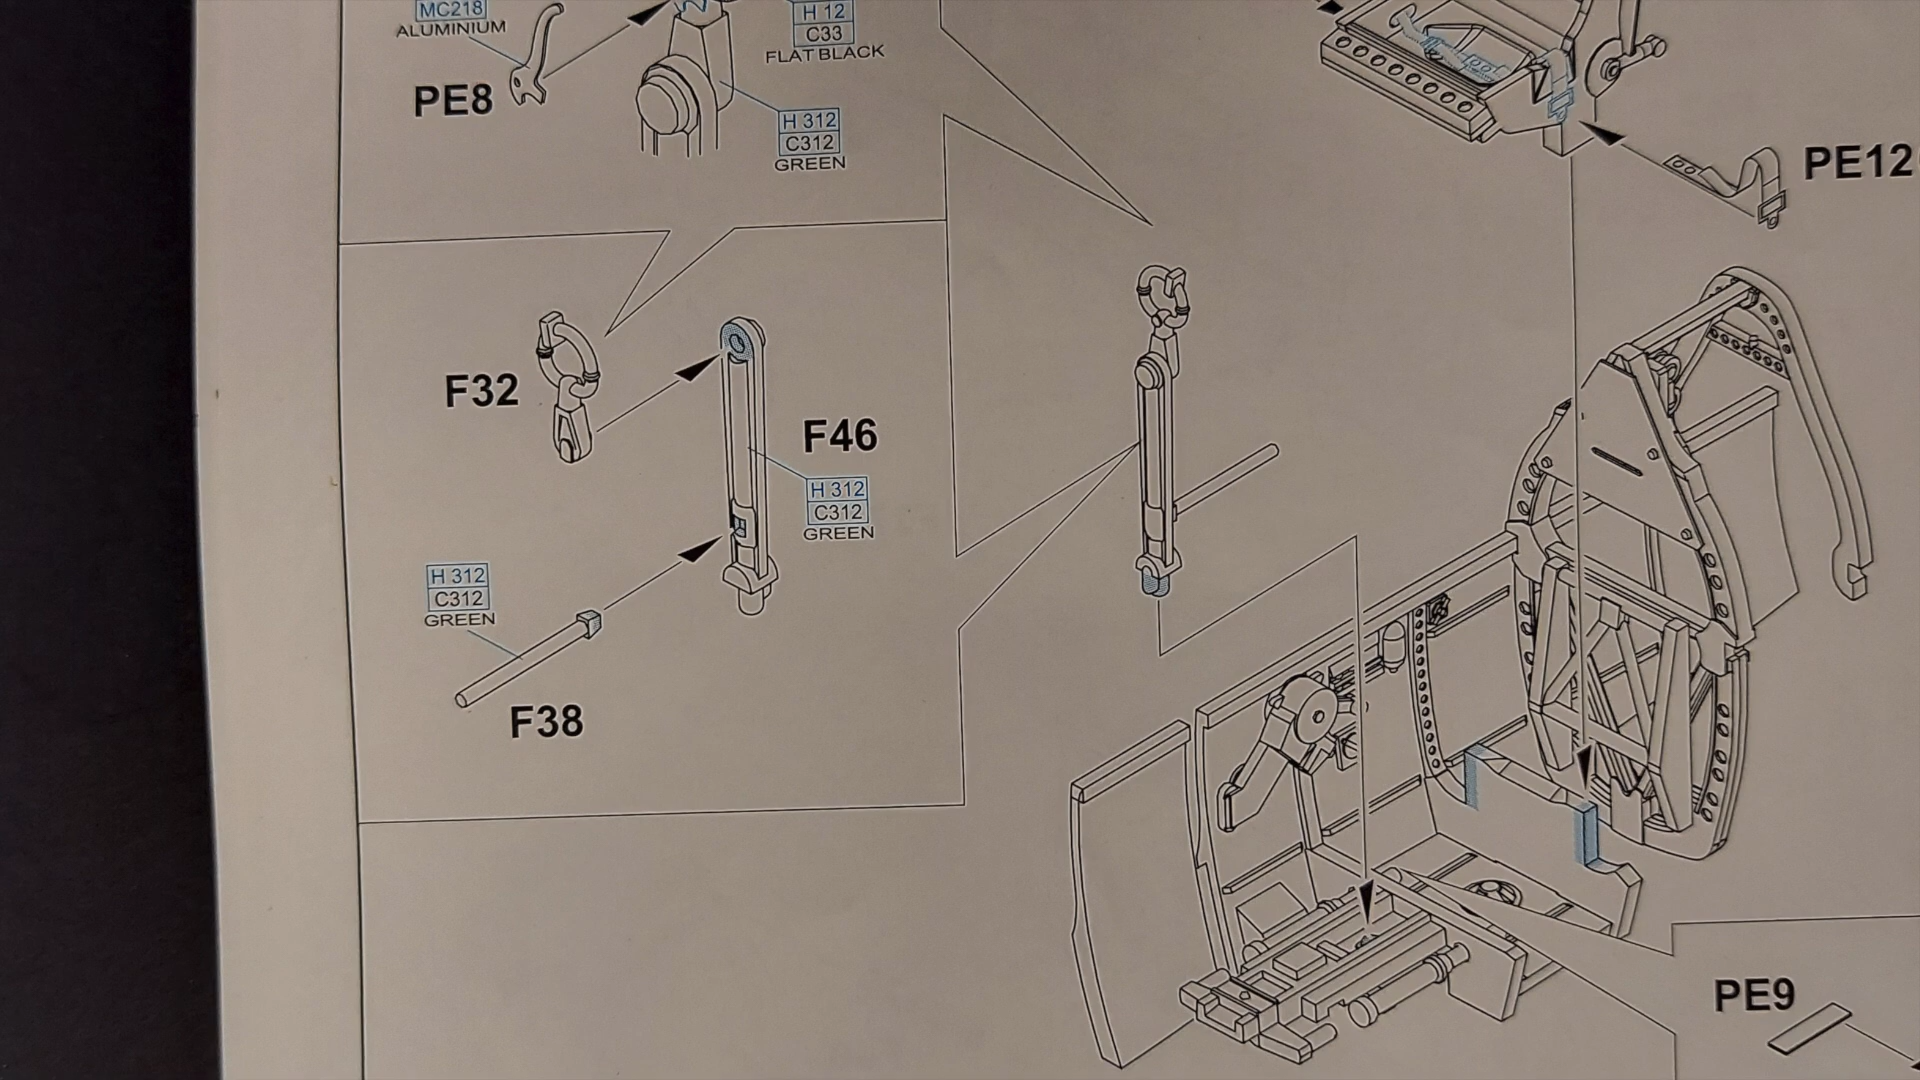 MC218
ALUMINIUM
PE8
H 12
C33
FLAT BLACK
H 312
C312
GREEN
PE12
F32
F46
H 312
C312
GREEN
H 312
C312
GREEN
F38
PE9